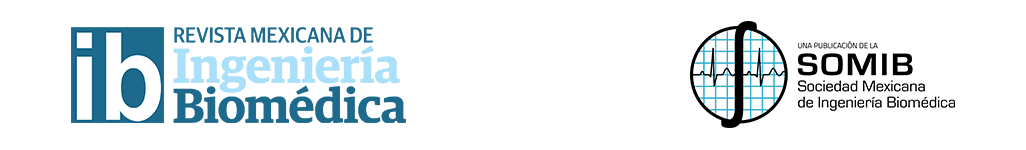 ib
REVISTA MEXICANA DE
Ingeniería
Biomédica
UNA PUBLICACIÓN DE LA
SOMIB
Sociedad Mexicana
de Ingeniería Biomédica